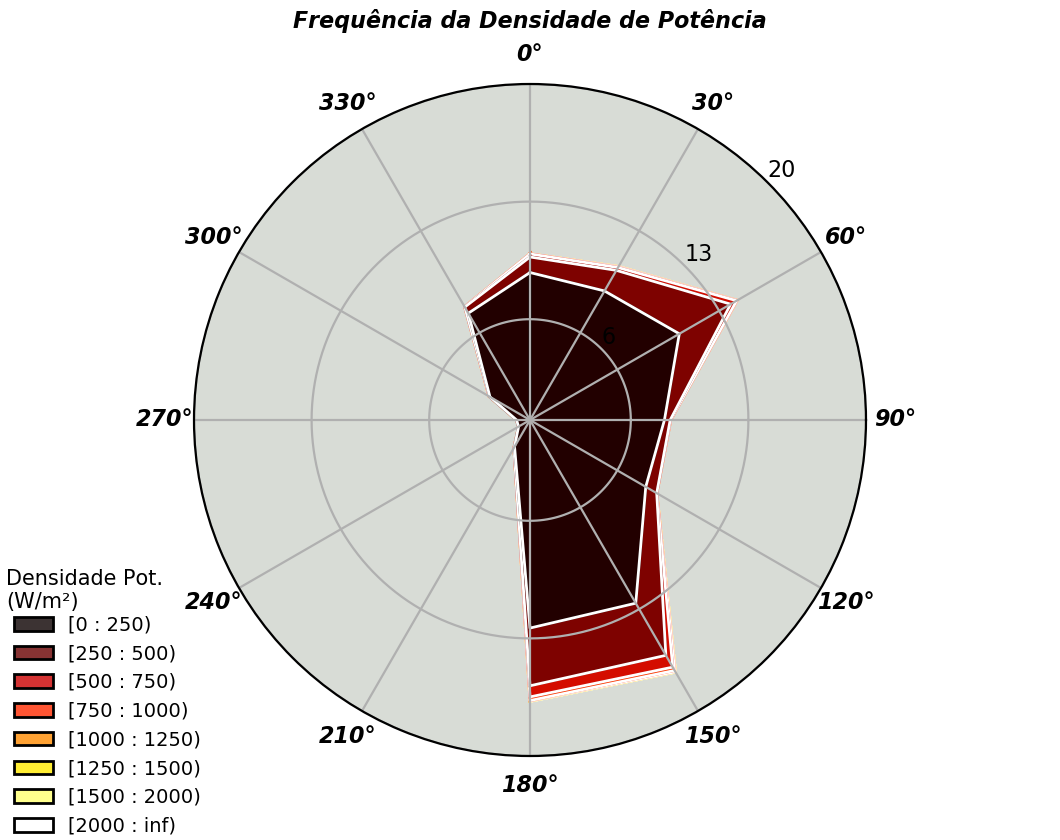 Frequência da Densidade de Potência
0°
330°
30°
20
300°
60°
13
6
270°
90°
240°
120°
210°
150°
180°
Densidade Pot.
(W/m²)
[0 : 250)
[250 : 500)
[500 : 750)
[750 : 1000)
[1000 : 1250)
[1250 : 1500)
[1500 : 2000)
[2000 : inf)